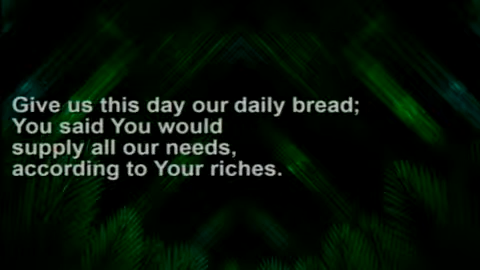 Give us this day our daily bread;
You said You would
supply all our needs,
according to Your riches.